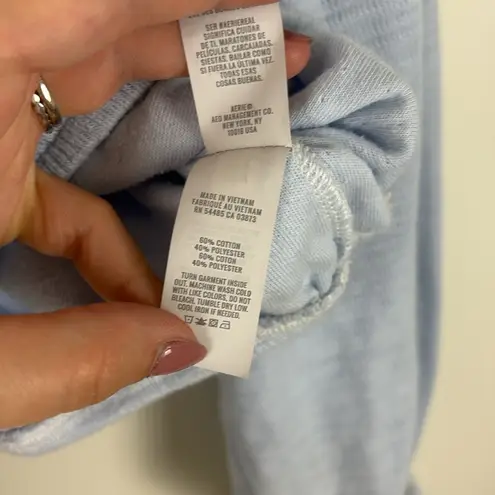 SER #AERIEREAL
SIGNIFICA CUIDAR
DE TI. MARATONES DE
PELÍCULAS, CARCAJADAS,
SIESTAS. BAILAR COMO
SI FUERA LA ÚLTIMA VEZ.
TODAS ESAS
COSAS BUENAS.
AERIE®
AEO MANAGEMENT CO.
NEW YORK, NY
10016 USA
MADE IN VIETNAM
FABRIQUÉ AU VIETNAM
RN 54485 CA 03673
60% COTTON
40% POLYESTER
60% COTON
40% POLYESTER
TURN GARMENT INSIDE
OUT. MACHINE WASH COLD
WITH LIKE COLORS. DO NOT
BLEACH. TUMBLE DRY LOW.
COOL IRON IF NEEDED.